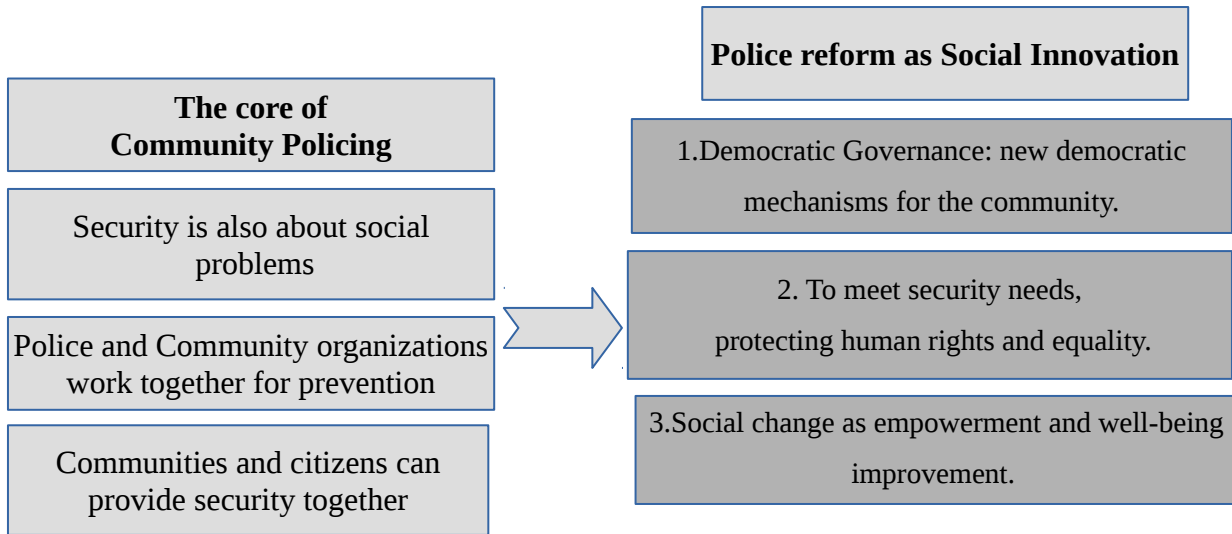 The core of
Community Policing
Security is also about social
problems
Police and Community organizations
work together for prevention
Communities and citizens can
provide security together
Police reform as Social Innovation
1.Democratic Governance: new democratic
mechanisms for the community.
2. To meet security needs,
protecting human rights and equality.
3.Social change as empowerment and well-being
improvement.